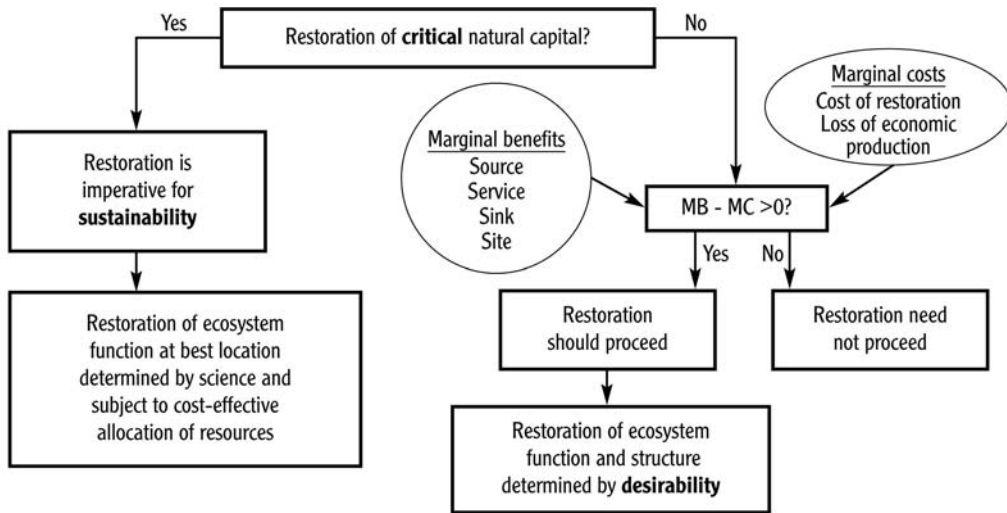 Yes
Restoration of critical natural capital?
No
Marginal costs
Cost of restoration
Loss of economic
production
Restoration is
imperative for
sustainability
Marginal benefits
Source
Service
Sink
Site
MB - MC >0?
Yes
No
Restoration of ecosystem
function at best location
determined by science and
subject to cost-effective
allocation of resources
Restoration
should proceed
Restoration need
not proceed
Restoration of ecosystem
function and structure
determined by desirability